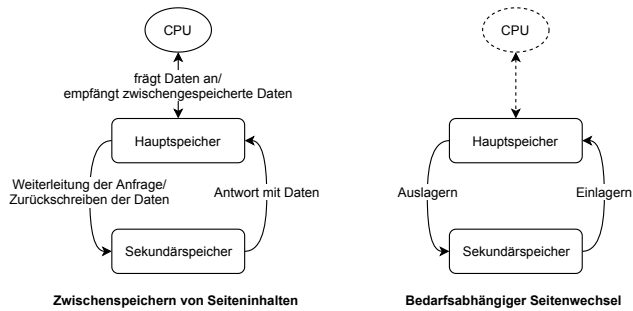 CPU
frägt Daten an/
empfängt zwischengespeicherte Daten
Hauptspeicher
Weiterleitung der Anfrage/
Zurückschreiben der Daten
Antwort mit Daten
Sekundärspeicher
Zwischenspeichern von Seiteninhalten
CPU
Hauptspeicher
Auslagern
Einlagern
Sekundärspeicher
Bedarfsabhängiger Seitenwechsel